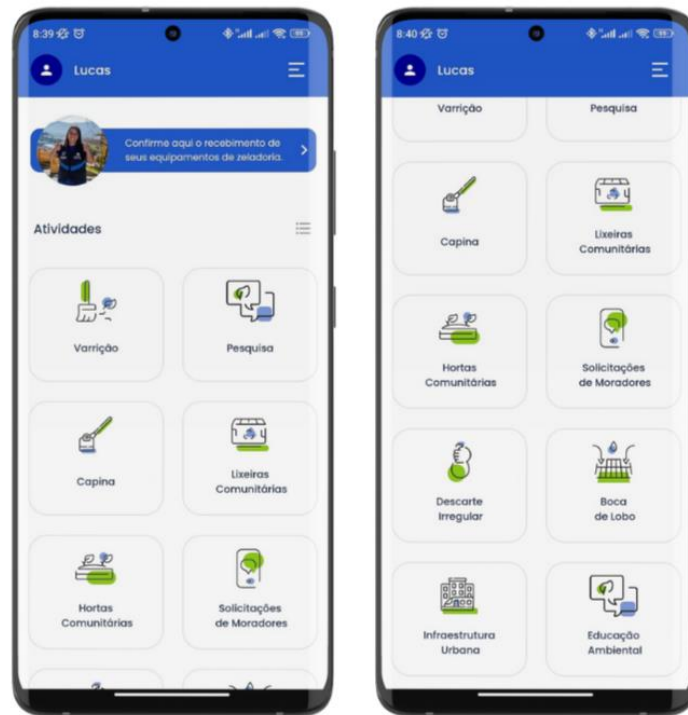 8:39
99
Lucas
Confirme aqui o recebimento de
seus equipamentos de zeladoria.
Atividades
Varrição
Pesquisa
Capina
Lixeiras
Comunitárias
Hortas
Comunitárias
Solicitações
de Moradores
8:40
99
Lucas
Varrição
Pesquisa
Capina
Lixeiras
Comunitárias
Hortas
Comunitárias
Solicitações
de Moradores
Descarte
Irregular
Boca
de Lobo
Infraestrutura
Urbana
Educação
Ambiental